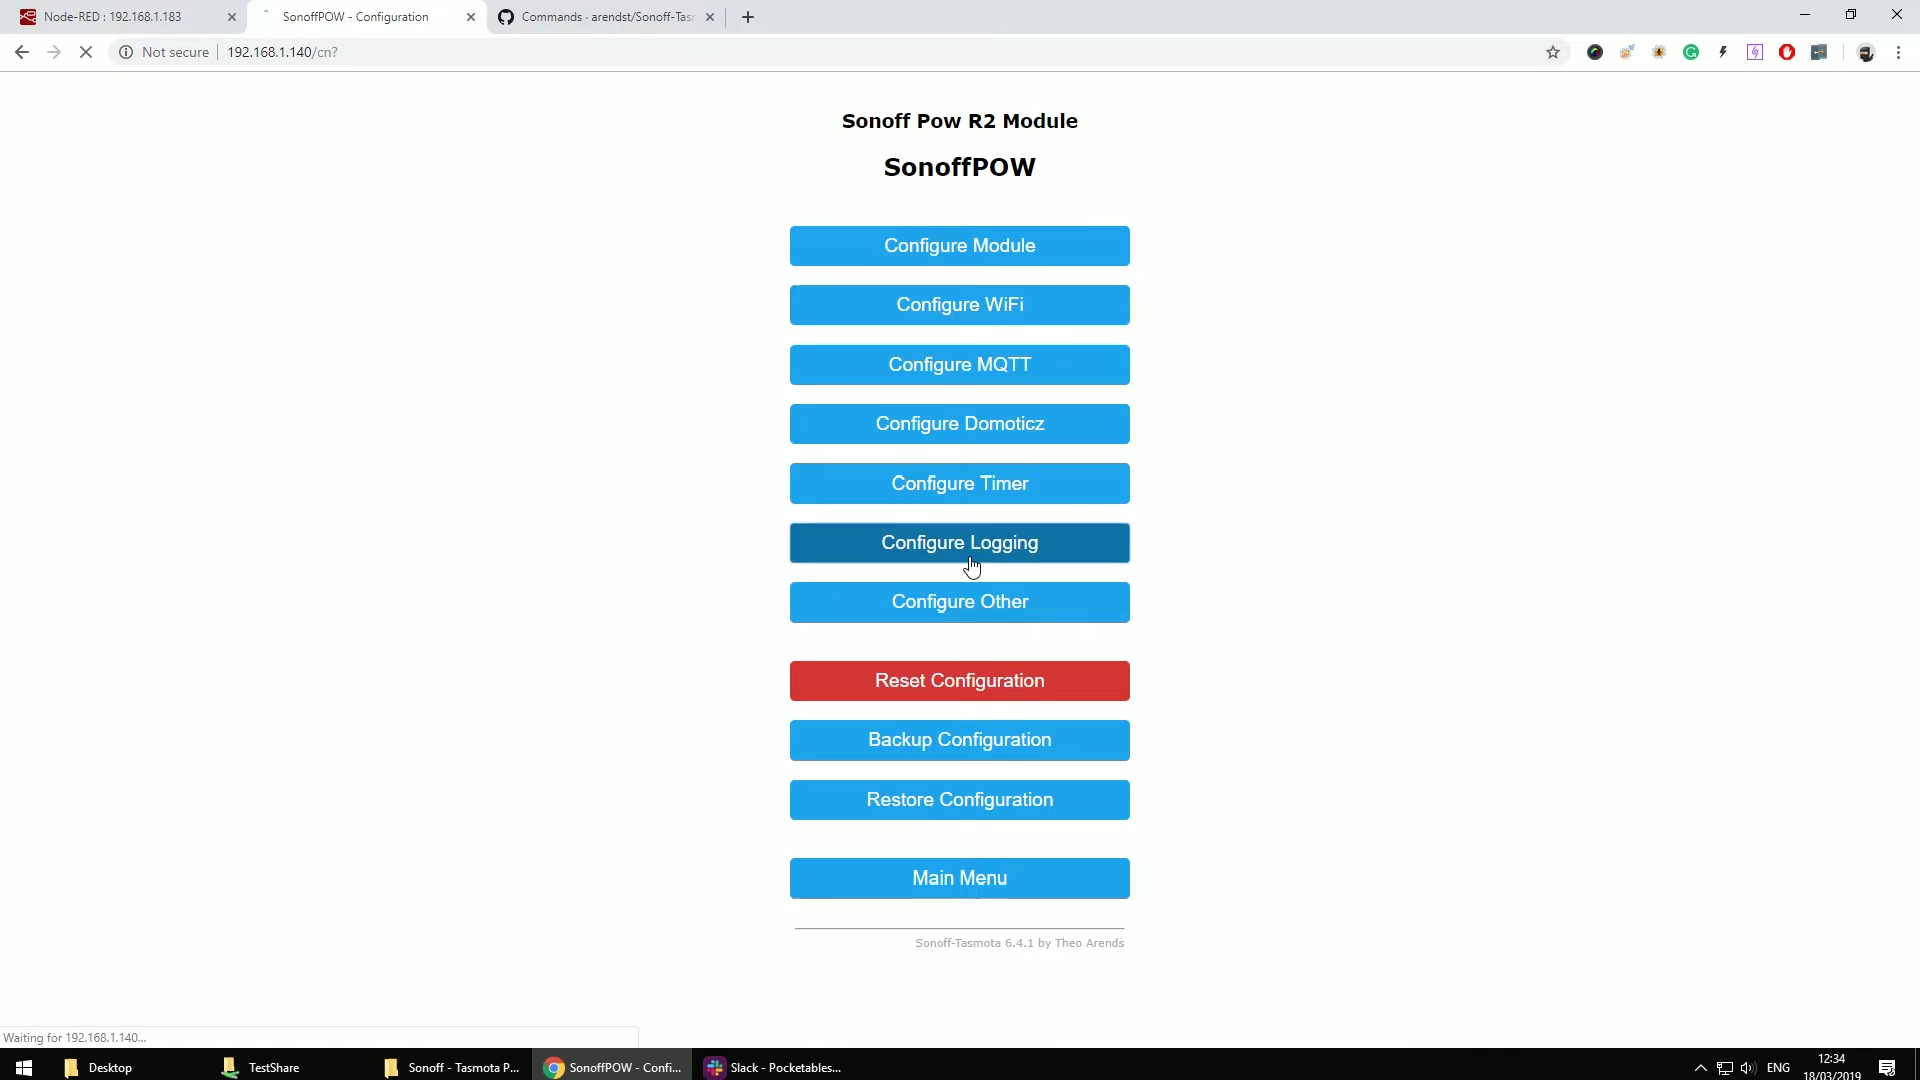 Node-RED : 192.168.1.183
SonoffPOW - Configuration
Commands · arendst/Sonoff-Tasm
Not secure
192.168.1.140/cn?
Sonoff Pow R2 Module
SonoffPOW
Configure Module
Configure WiFi
Configure MQTT
Configure Domoticz
Configure Timer
Configure Logging
Configure Other
Reset Configuration
Backup Configuration
Restore Configuration
Main Menu
Sonoff-Tasmota 6.4.1 by Theo Arends
Waiting for 192.168.1.140...
Desktop
TestShare
Sonoff - Tasmota P...
SonoffPOW - Confi...
Slack - Pocketables...
ENG
12:34
18/03/2019